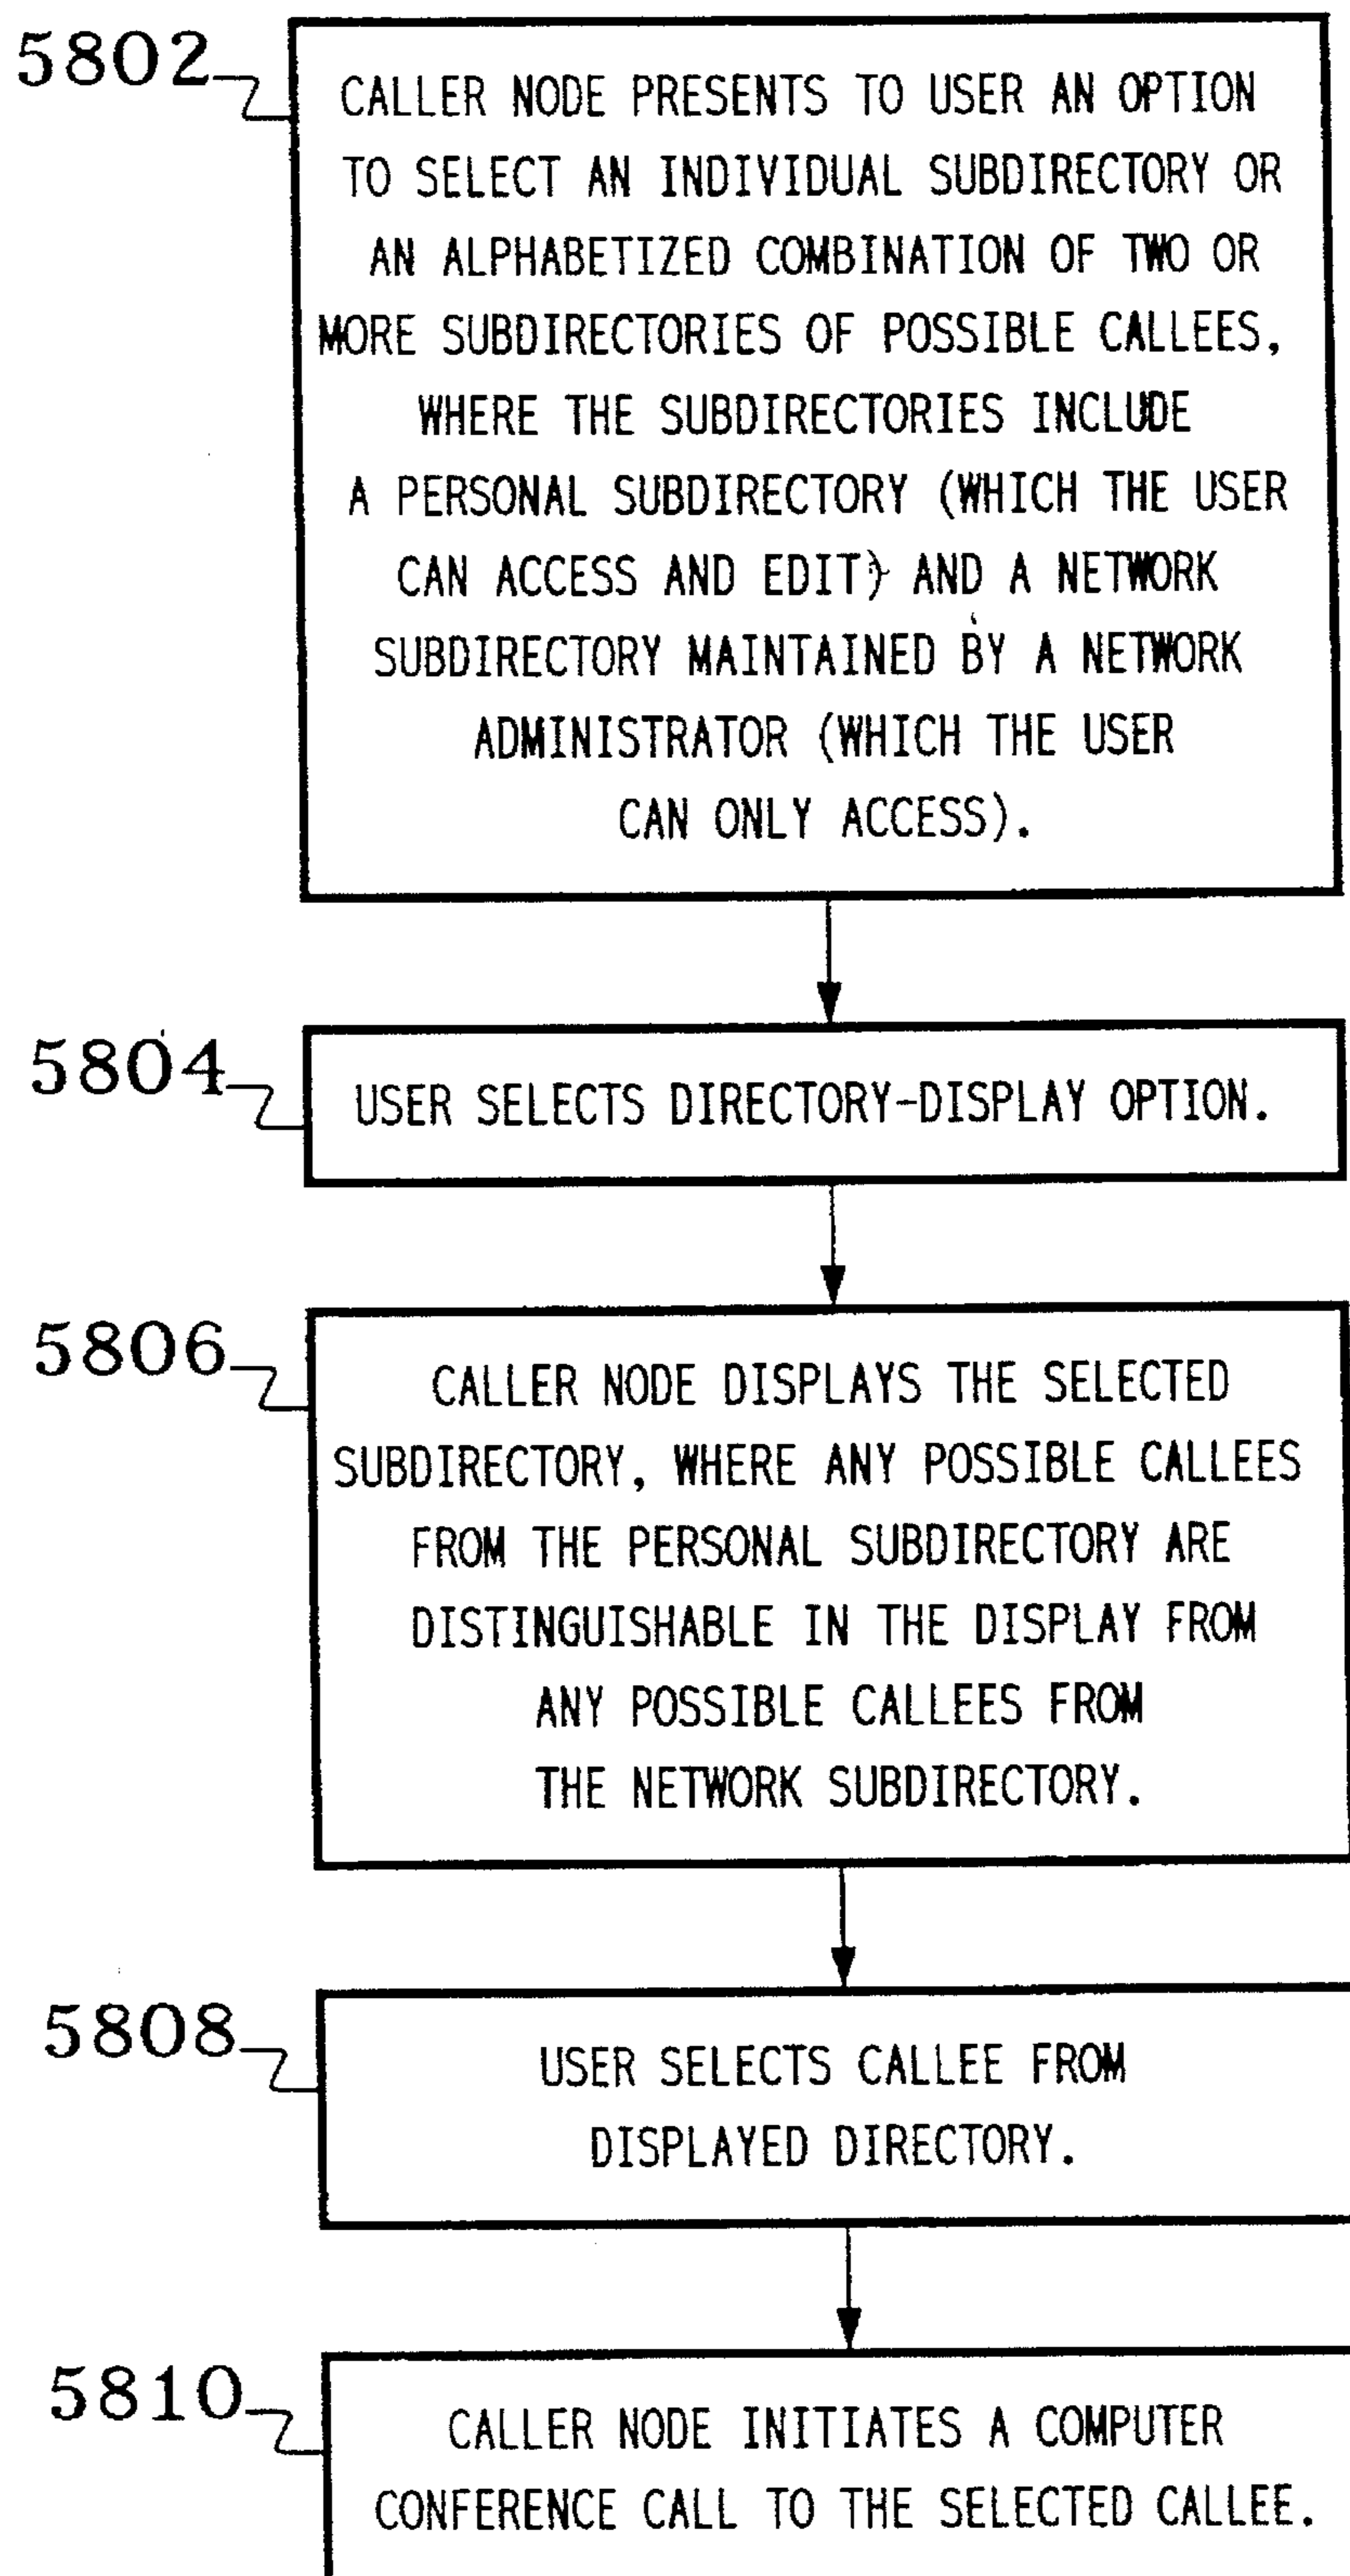 5802
CALLER NODE PRESENTS TO USER AN OPTION
TO SELECT AN INDIVIDUAL SUBDIRECTORY OR
AN ALPHABETIZED COMBINATION OF TWO OR
MORE SUBDIRECTORIES OF POSSIBLE CALLEES,
WHERE THE SUBDIRECTORIES INCLUDE
A PERSONAL SUBDIRECTORY (WHICH THE USER
CAN ACCESS AND EDIT) AND A NETWORK
SUBDIRECTORY MAINTAINED BY A NETWORK
ADMINISTRATOR (WHICH THE USER
CAN ONLY ACCESS).
5804
USER SELECTS DIRECTORY-DISPLAY OPTION.
5806
CALLER NODE DISPLAYS THE SELECTED
SUBDIRECTORY, WHERE ANY POSSIBLE CALLEES
FROM THE PERSONAL SUBDIRECTORY ARE
DISTINGUISHABLE IN THE DISPLAY FROM
ANY POSSIBLE CALLEES FROM
THE NETWORK SUBDIRECTORY.
5808
USER SELECTS CALLEE FROM
DISPLAYED DIRECTORY.
5810
CALLER NODE INITIATES A COMPUTER
CONFERENCE CALL TO THE SELECTED CALLEE.